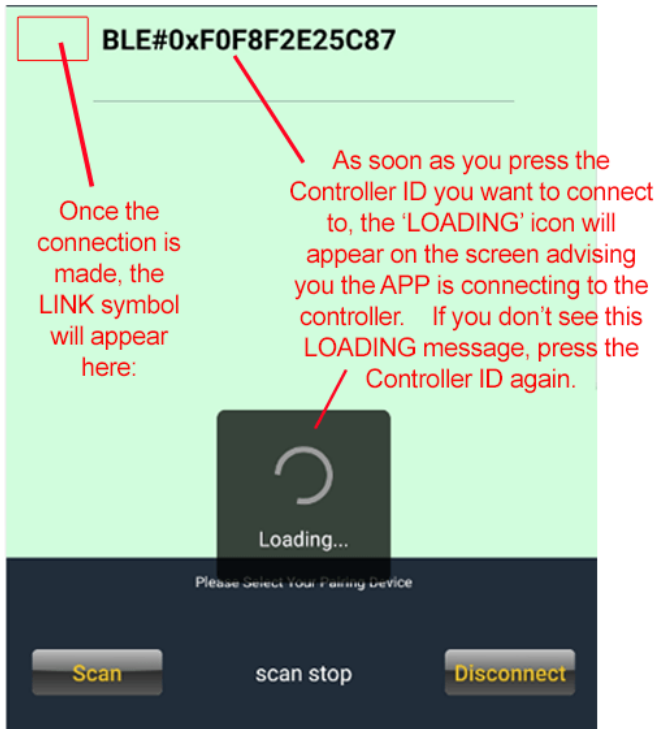 BLE#0xF0F8F2E25C87
As soon as you press the
Controller ID you want to connect
to, the ‘LOADING’ icon will
appear on the screen advising
you the APP is connecting to the
controller. If you don’t see this
LOADING message, press the
Controller ID again.
Once the
connection is
made, the
LINK symbol
will appear
here:
Loading...
Please Select Your Pairing Device
Scan
scan stop
Disconnect